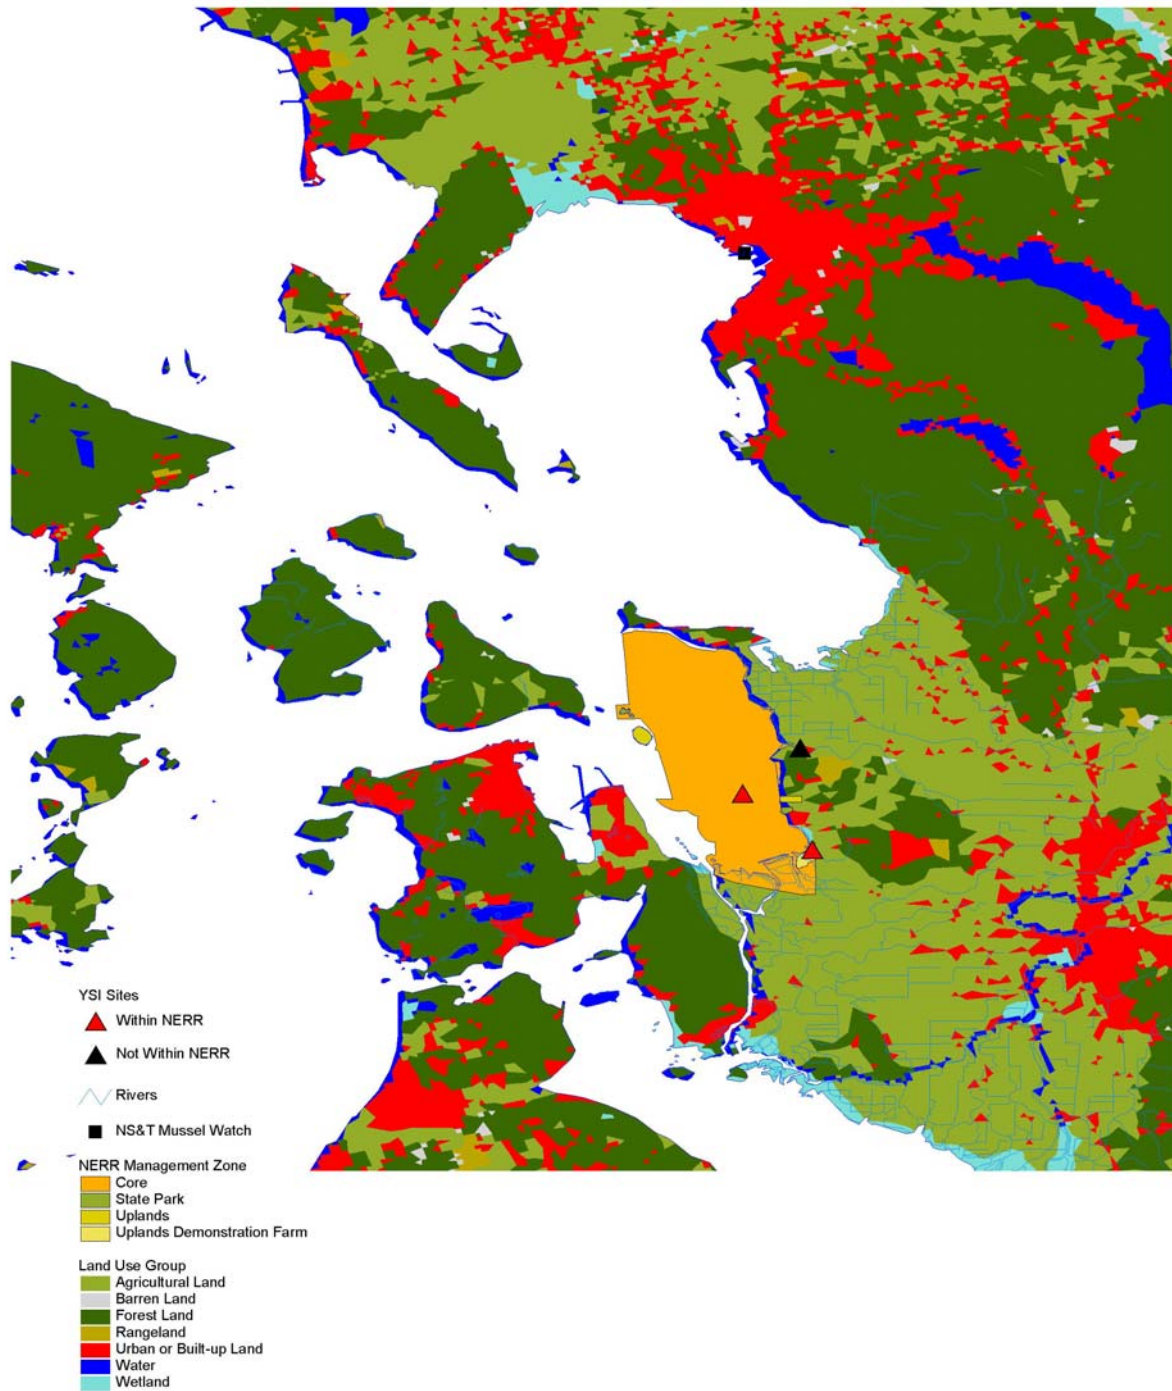 YSI Sites
Within NERR
Not Within NERR
Rivers
NS&T Mussel Watch
NERR Management Zone
Core
State Park
Uplands
Uplands Demonstration Farm
Land Use Group
Agricultural Land
Barren Land
Forest Land
Rangeland
Urban or Built-up Land
Water
Wetland